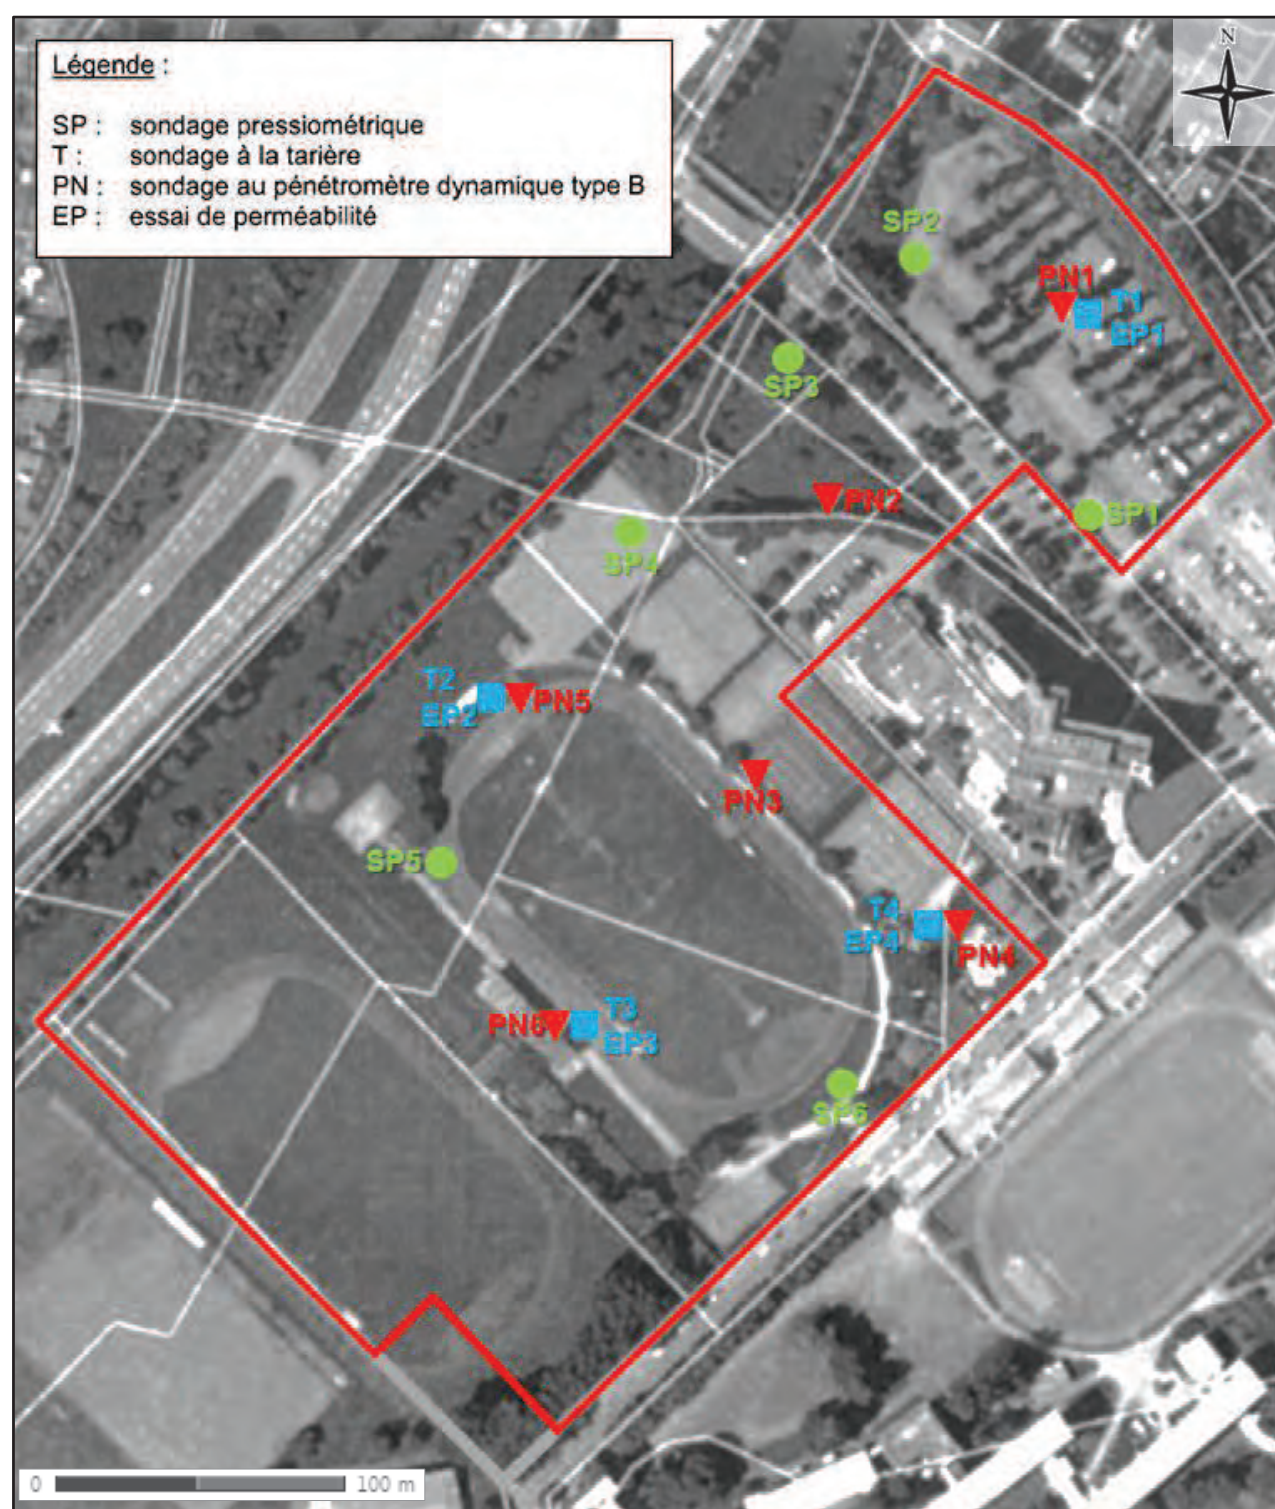 Légende :
SP : sondage pressiométrique
T : sondage à la tarière
PN : sondage au pénétromètre dynamique type B
EP : essai de perméabilité
N
SP2
PN1
T1
EP1
SP3
PN2
SP1
SP4
T2
EP2
PN5
PN3
SP5
T4
EP4
PN4
PN6
T3
EP3
SP6
0 100 m